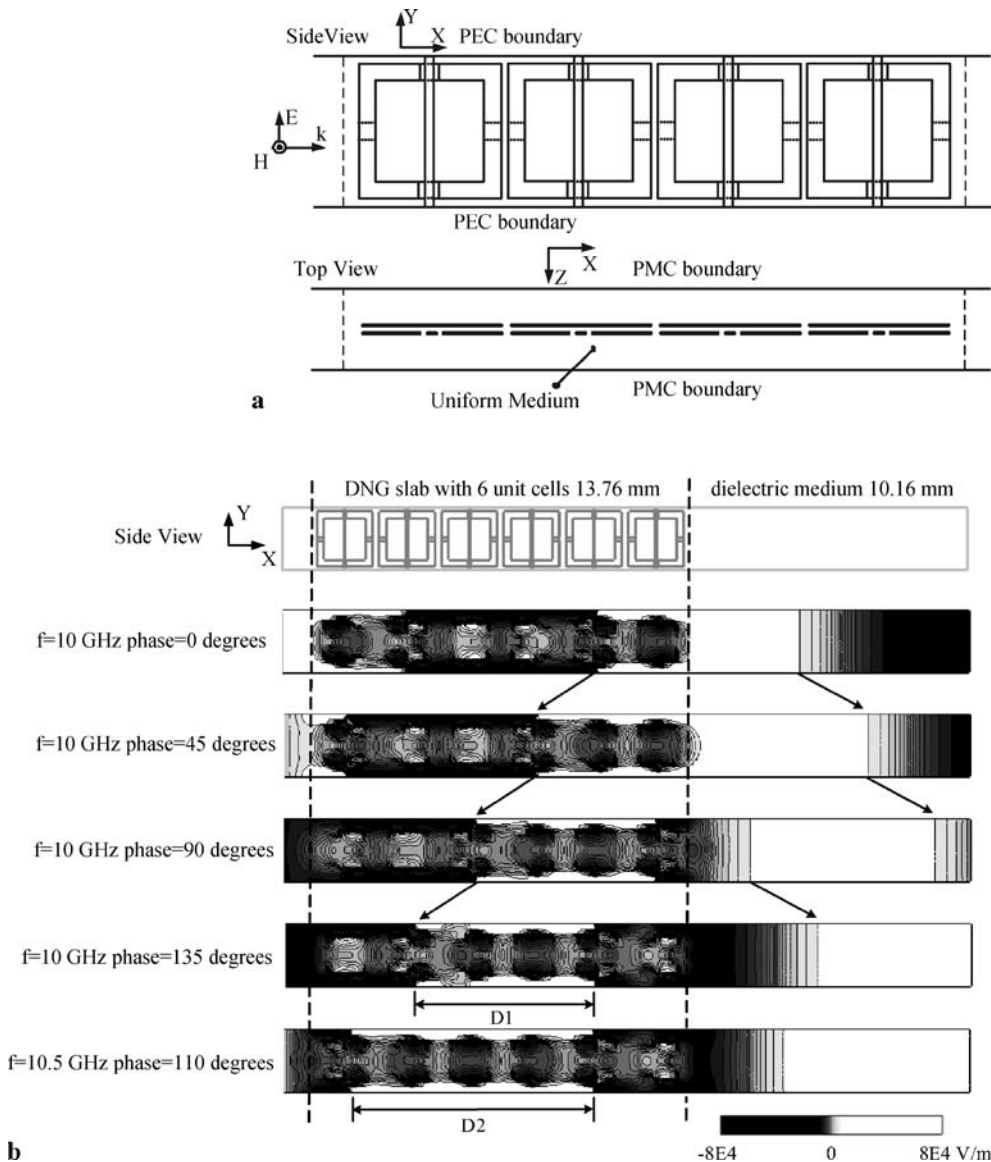 Y
SideView X PEC boundary
E
k
H
PEC boundary
X
Top View PMC boundary
Z
Uniform Medium
PMC boundary
a
DNG slab with 6 unit cells 13.76 mm dielectric medium 10.16 mm
Y
Side View
X
f=10 GHz phase=0 degrees
f=10 GHz phase=45 degrees
f=10 GHz phase=90 degrees
f=10 GHz phase=135 degrees
D1
f=10.5 GHz phase=110 degrees
D2
b
-8E4 0 8E4 V/m